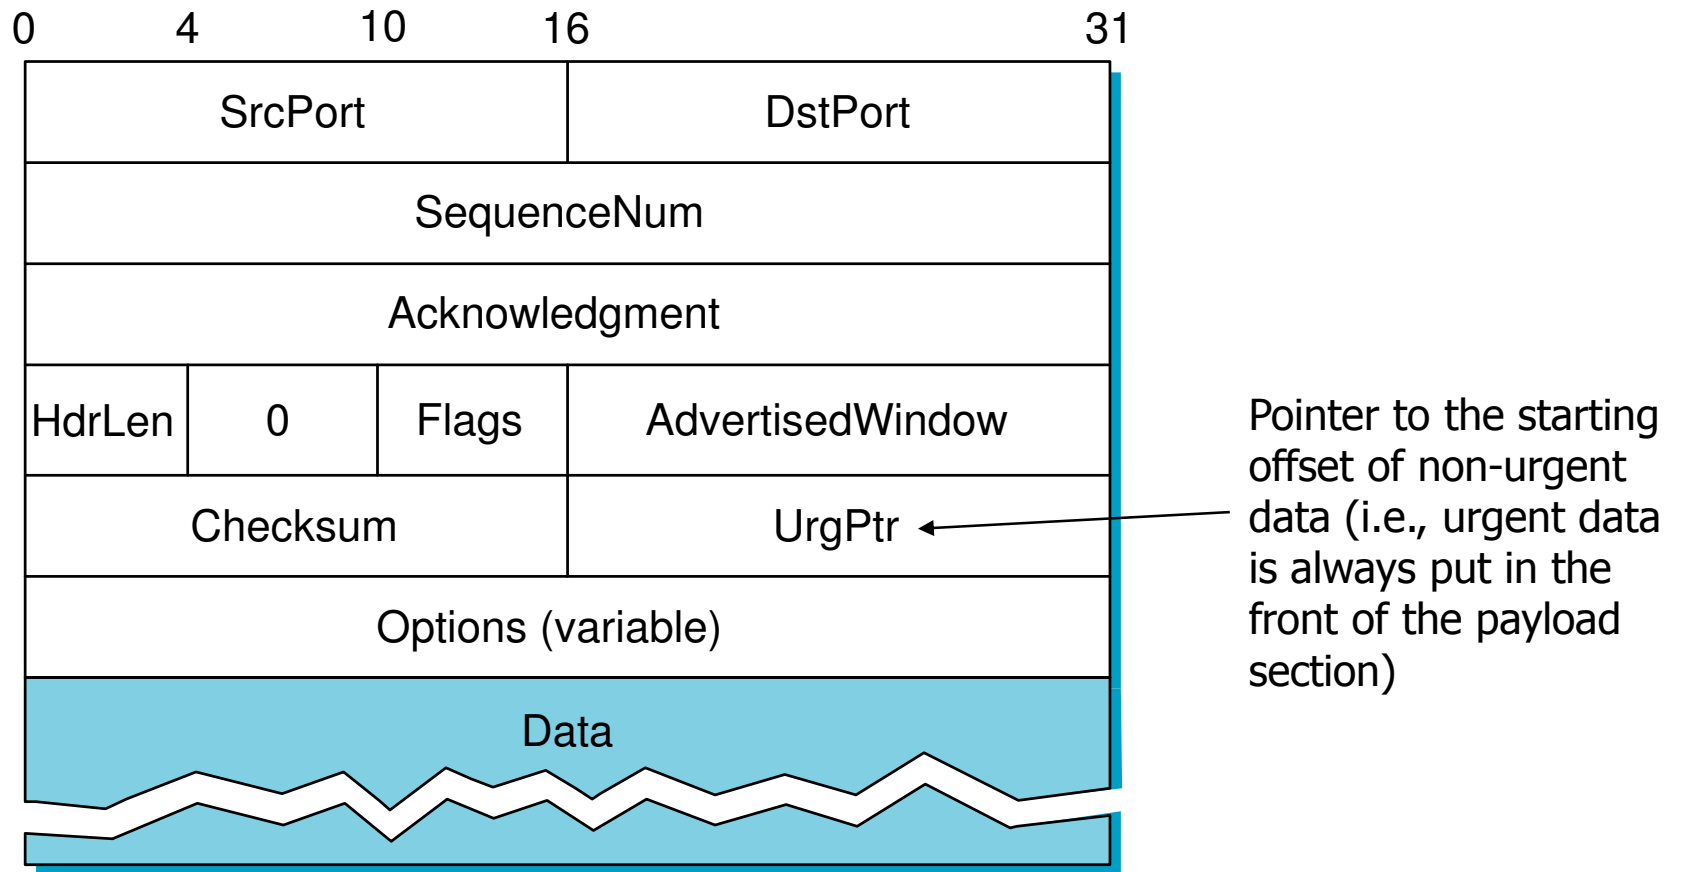 0 4 10 16 31
SrcPort DstPort
SequenceNum
Acknowledgment
HdrLen 0 Flags AdvertisedWindow
Checksum UrgPtr
Options (variable)
Data
Pointer to the starting
offset of non-urgent
data (i.e., urgent data
is always put in the
front of the payload
section)